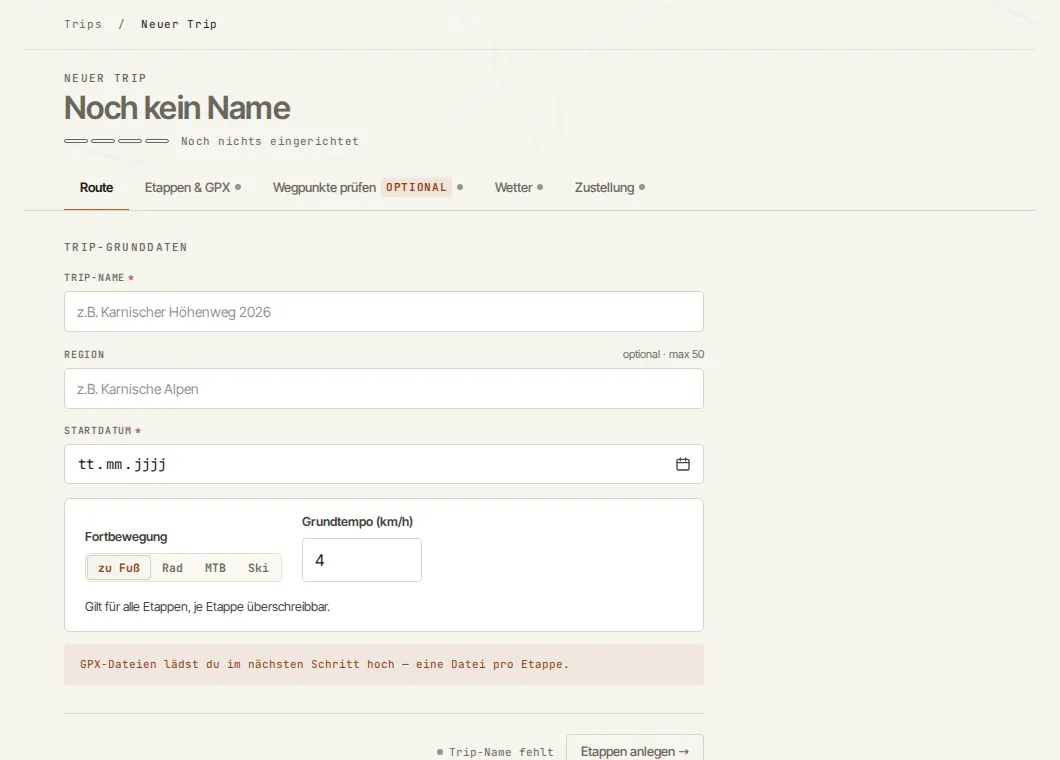 Trips / Neuer Trip
NEUER TRIP
Noch kein Name
Noch nichts eingerichtet
Route Etappen & GPX Wegpunkte prüfen OPTIONAL Wetter Zustellung
TRIP-GRUNDDATEN
TRIP-NAME *
z.B. Karnischer Höhenweg 2026
REGION optional · max 50
z.B. Karnische Alpen
STARTDATUM *
tt.mm.jjjj
Grundtempo (km/h)
Fortbewegung
4
zu Fuß Rad MTB Ski
Gilt für alle Etappen, je Etappe überschreibbar.
GPX-Dateien lädst du im nächsten Schritt hoch — eine Datei pro Etappe.
Trip-Name fehlt Etappen anlegen →